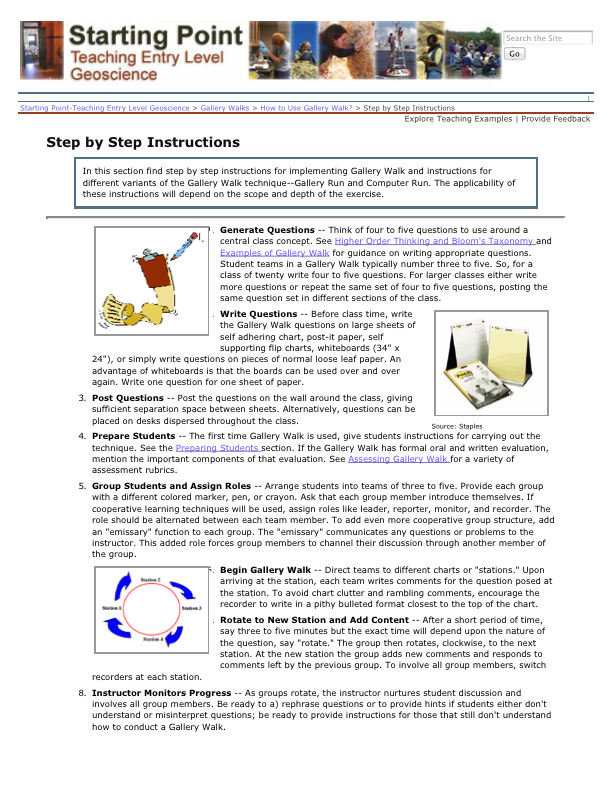 Starting Point
Teaching Entry Level
Geoscience
Search the Site
Go
Starting Point-Teaching Entry Level Geoscience > Gallery Walks > How to Use Gallery Walk? > Step by Step Instructions
Explore Teaching Examples | Provide Feedback
Step by Step Instructions
In this section find step by step instructions for implementing Gallery Walk and instructions for
different variants of the Gallery Walk technique--Gallery Run and Computer Run. The applicability of
these instructions will depend on the scope and depth of the exercise.
Generate Questions -- Think of four to five questions to use around a
central class concept. See Higher Order Thinking and Bloom's Taxonomy and
Examples of Gallery Walk for guidance on writing appropriate questions.
Student teams in a Gallery Walk typically number three to five. So, for a
class of twenty write four to five questions. For larger classes either write
more questions or repeat the same set of four to five questions, posting the
same question set in different sections of the class.
Write Questions -- Before class time, write
the Gallery Walk questions on large sheets of
self adhering chart, post-it paper, self
supporting flip charts, whiteboards (34" x
24"), or simply write questions on pieces of normal loose leaf paper. An
advantage of whiteboards is that the boards can be used over and over
again. Write one question for one sheet of paper.
Source: Staples
3. Post Questions -- Post the questions on the wall around the class, giving
sufficient separation space between sheets. Alternatively, questions can be
placed on desks dispersed throughout the class.
4. Prepare Students -- The first time Gallery Walk is used, give students instructions for carrying out the
technique. See the Preparing Students section. If the Gallery Walk has formal oral and written evaluation,
mention the important components of that evaluation. See Assessing Gallery Walk for a variety of
assessment rubrics.
5. Group Students and Assign Roles -- Arrange students into teams of three to five. Provide each group
with a different colored marker, pen, or crayon. Ask that each group member introduce themselves. If
cooperative learning techniques will be used, assign roles like leader, reporter, monitor, and recorder. The
role should be alternated between each team member. To add even more cooperative group structure, add
an "emissary" function to each group. The "emissary" communicates any questions or problems to the
instructor. This added role forces group members to channel their discussion through another member of
the group.
Station 1
Station 2
Station 3
Station 4
Begin Gallery Walk -- Direct teams to different charts or "stations." Upon
arriving at the station, each team writes comments for the question posed at
the station. To avoid chart clutter and rambling comments, encourage the
recorder to write in a pithy bulleted format closest to the top of the chart.
Rotate to New Station and Add Content -- After a short period of time,
say three to five minutes but the exact time will depend upon the nature of
the question, say "rotate." The group then rotates, clockwise, to the next
station. At the new station the group adds new comments and responds to
comments left by the previous group. To involve all group members, switch
recorders at each station.
8. Instructor Monitors Progress -- As groups rotate, the instructor nurtures student discussion and
involves all group members. Be ready to a) rephrase questions or to provide hints if students either don't
understand or misinterpret questions; be ready to provide instructions for those that still don't understand
how to conduct a Gallery Walk.